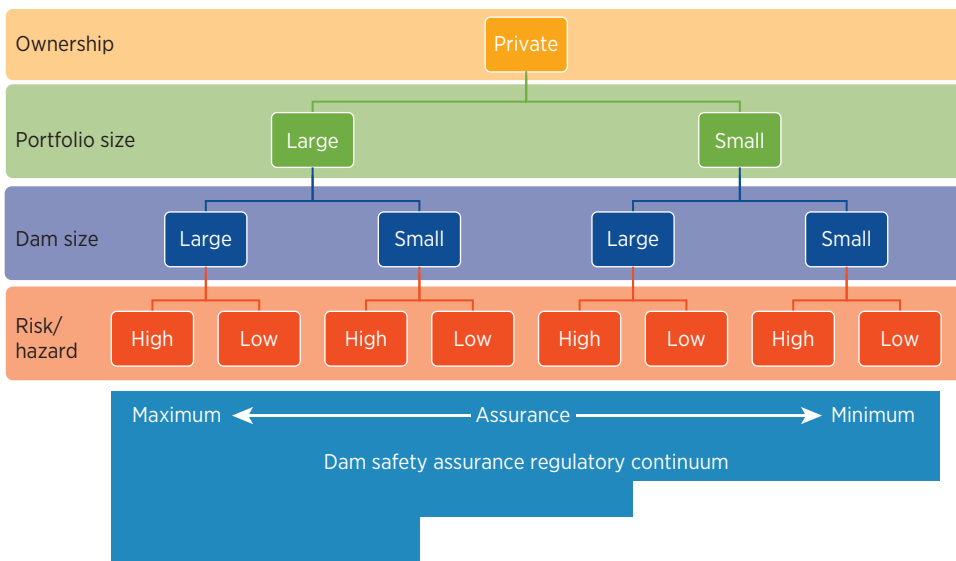 Ownership
Private
Portfolio size
Large
Small
Dam size
Large
Small
Large
Small
Risk/
hazard
High
Low
High
Low
High
Low
High
Low
Maximum
Assurance
Minimum
Dam safety assurance regulatory continuum